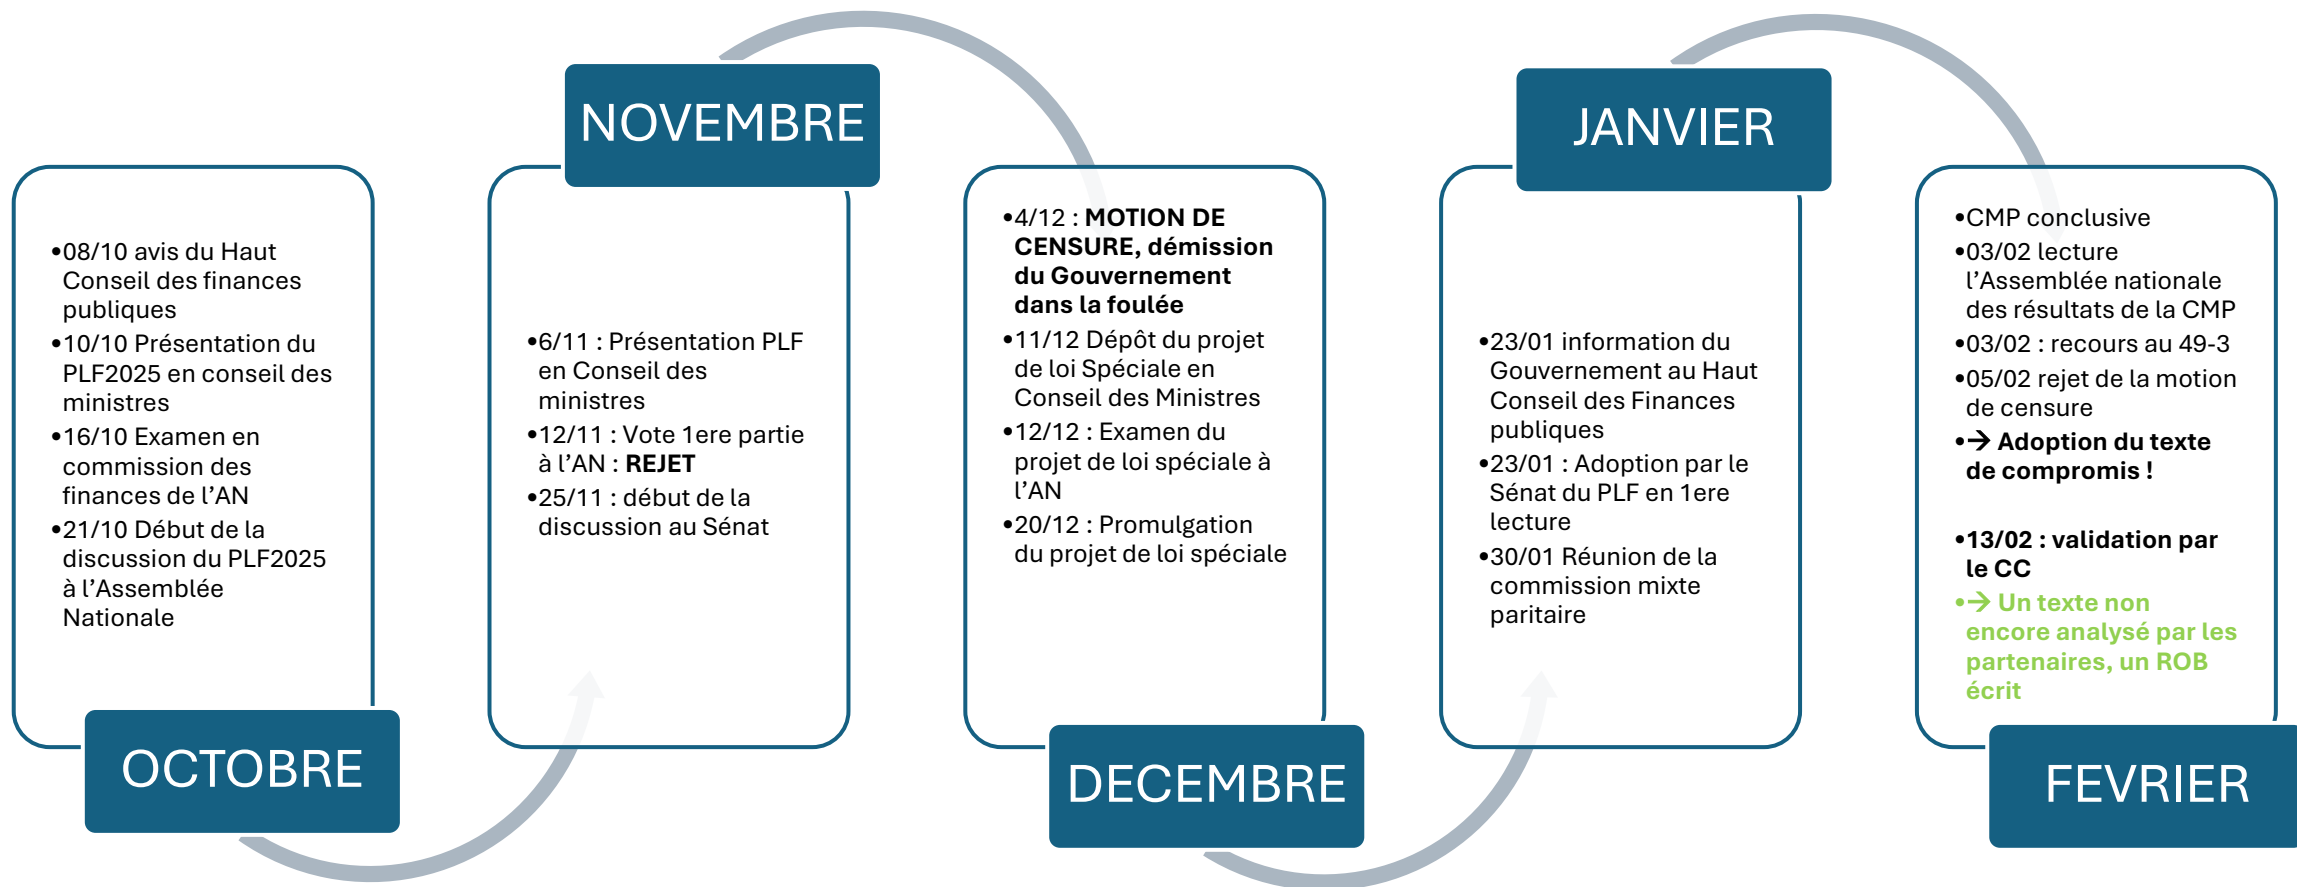 •08/10 avis du Haut
Conseil des finances
publiques
•10/10 Présentation du
PLF2025 en conseil des
ministres
•16/10 Examen en
commission des
finances de l’AN
•21/10 Début de la
discussion du PLF2025
à l’Assemblée
Nationale
OCTOBRE
NOVEMBRE
•6/11 : Présentation PLF
en Conseil des
ministres
•12/11 : Vote 1ere partie
à l’AN : REJET
•25/11 : début de la
discussion au Sénat
•4/12 : MOTION DE
CENSURE, démission
du Gouvernement
dans la foulée
•11/12 Dépôt du projet
de loi Spéciale en
Conseil des Ministres
•12/12 : Examen du
projet de loi spéciale à
l’AN
•20/12 : Promulgation
du projet de loi spéciale
DECEMBRE
JANVIER
•23/01 information du
Gouvernement au Haut
Conseil des Finances
publiques
•23/01 : Adoption par le
Sénat du PLF en 1ere
lecture
•30/01 Réunion de la
commission mixte
paritaire
•CMP conclusive
•03/02 lecture
l’Assemblée nationale
des résultats de la CMP
•03/02 : recours au 49-3
•05/02 rejet de la motion
de censure
•→ Adoption du texte
de compromis !
•13/02 : validation par
le CC
•→ Un texte non
encore analysé par les
partenaires, un ROB
écrit
FEVRIER